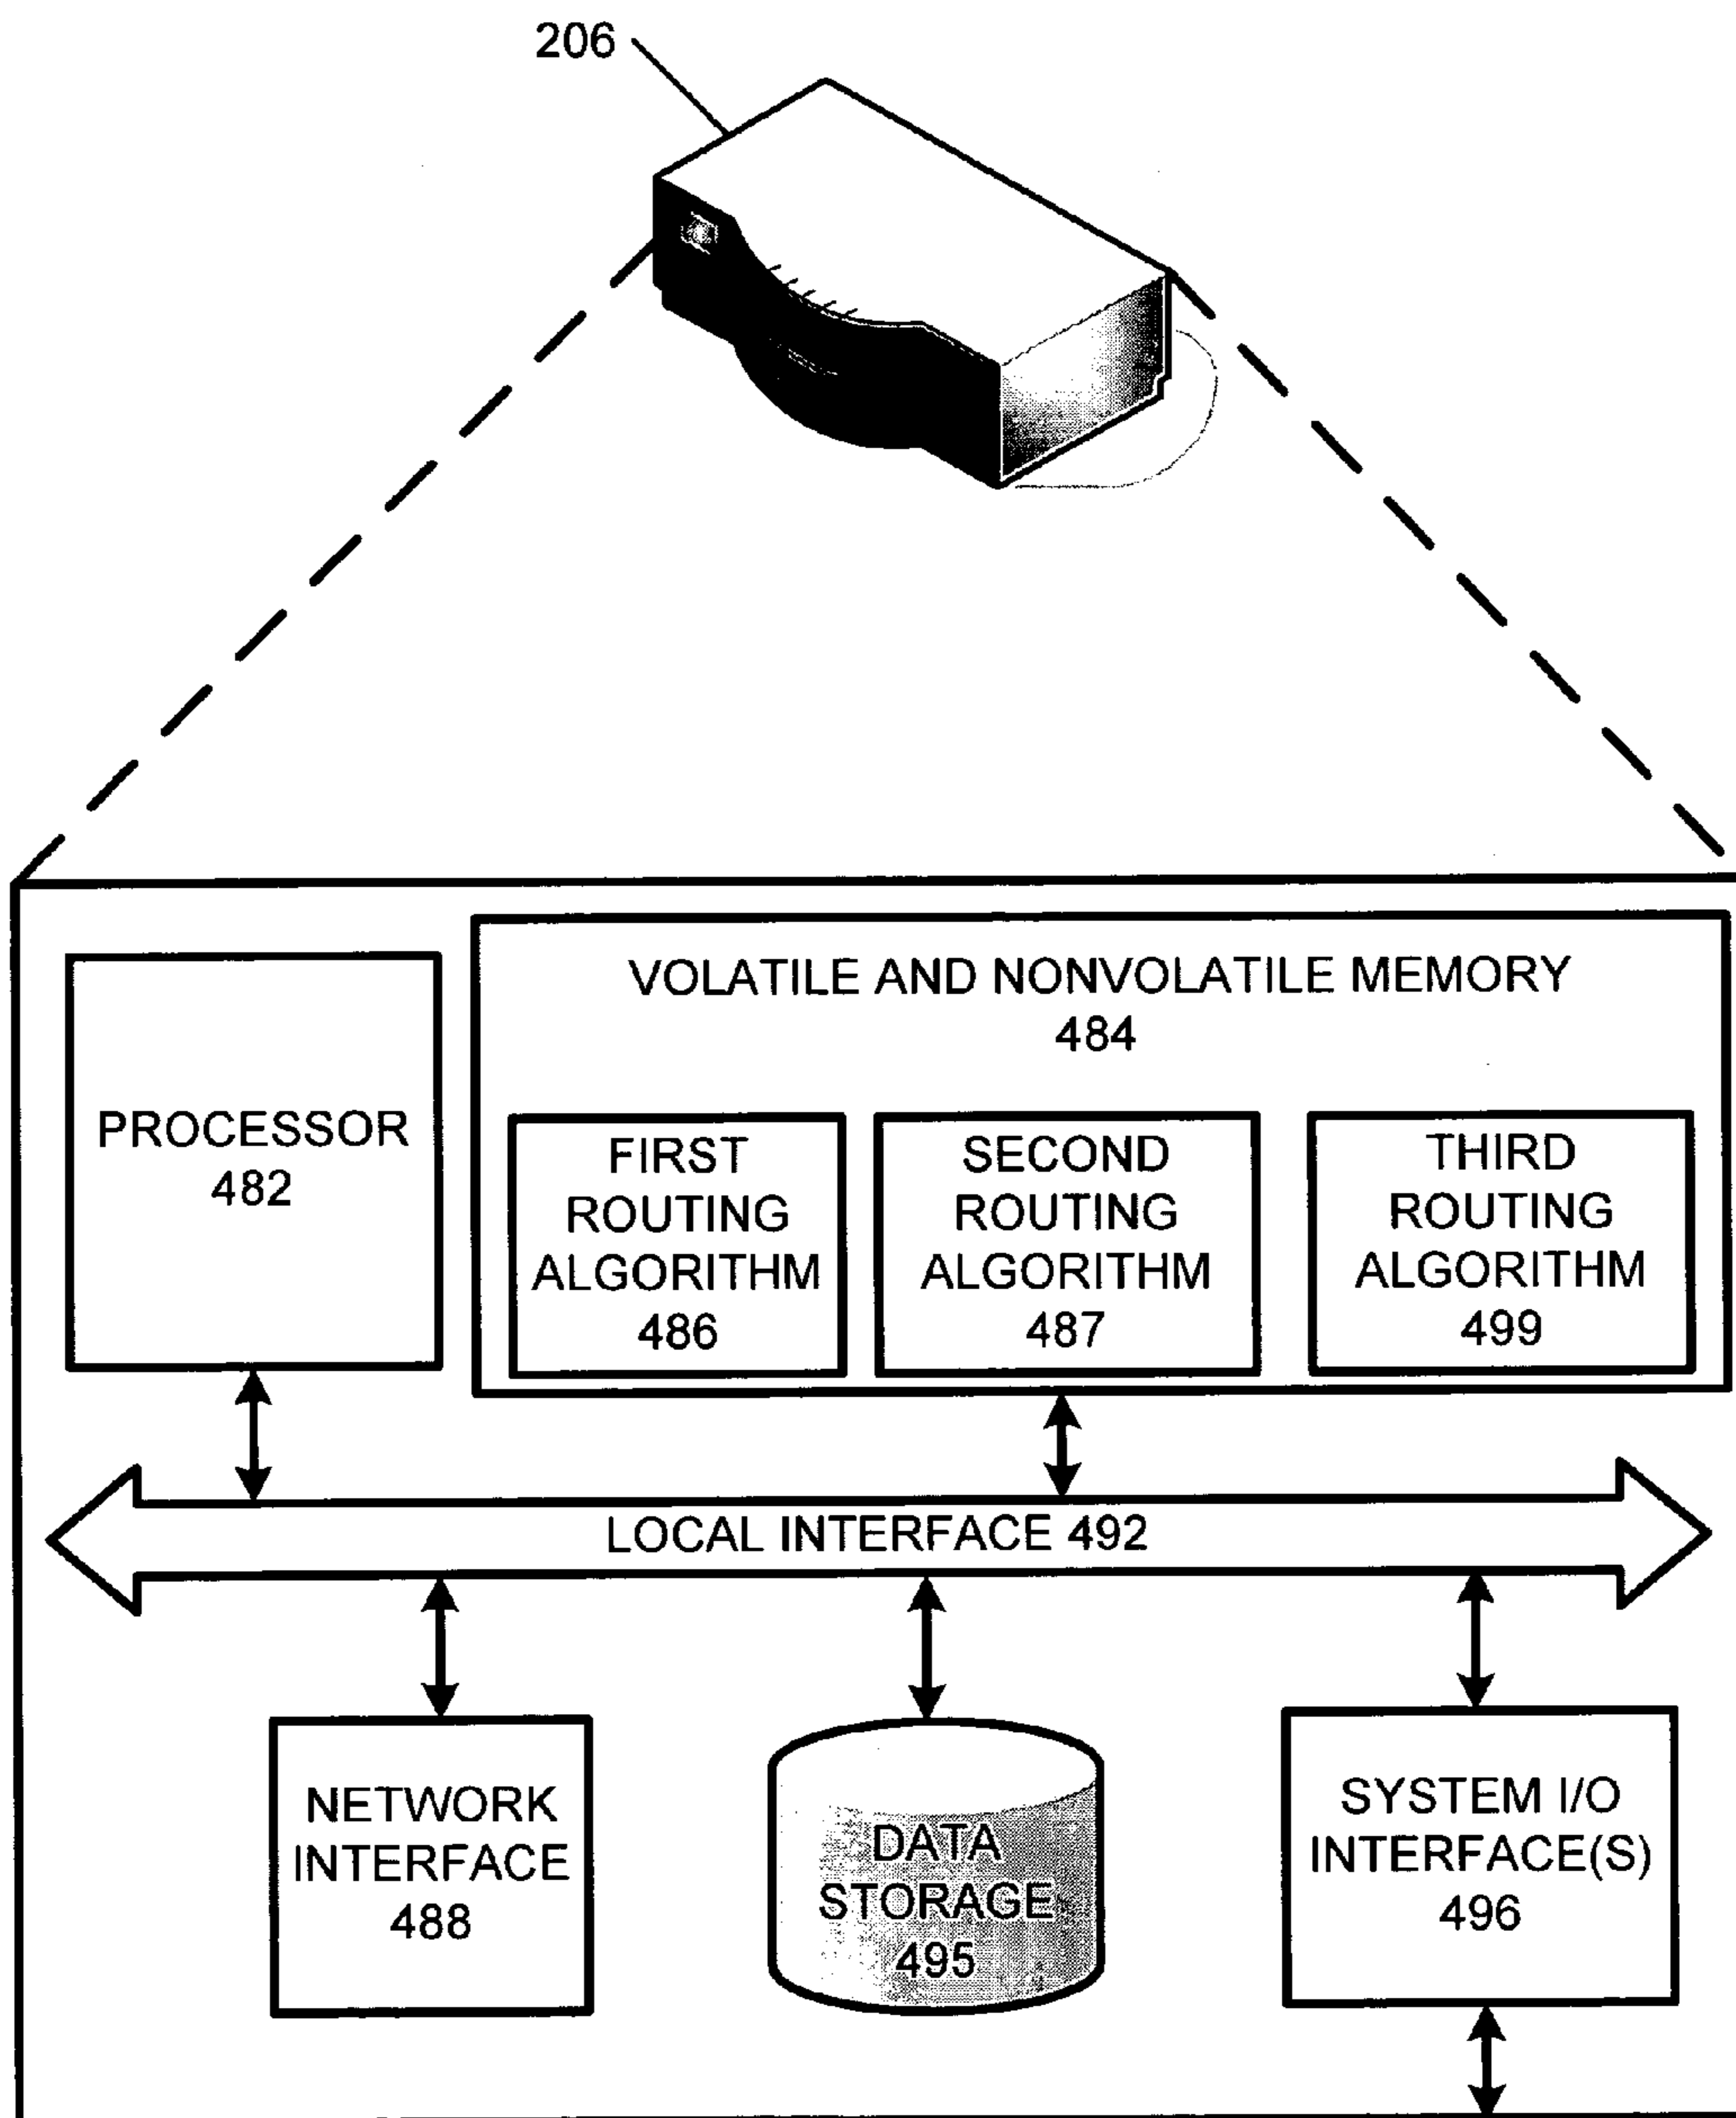 206
VOLATILE AND NONVOLATILE MEMORY
484
PROCESSOR
482
FIRST
ROUTING
ALGORITHM
486
SECOND
ROUTING
ALGORITHM
487
THIRD
ROUTING
ALGORITHM
499
LOCAL INTERFACE 492
NETWORK
INTERFACE
488
DATA
STORAGE
495
SYSTEM I/O
INTERFACE(S)
496